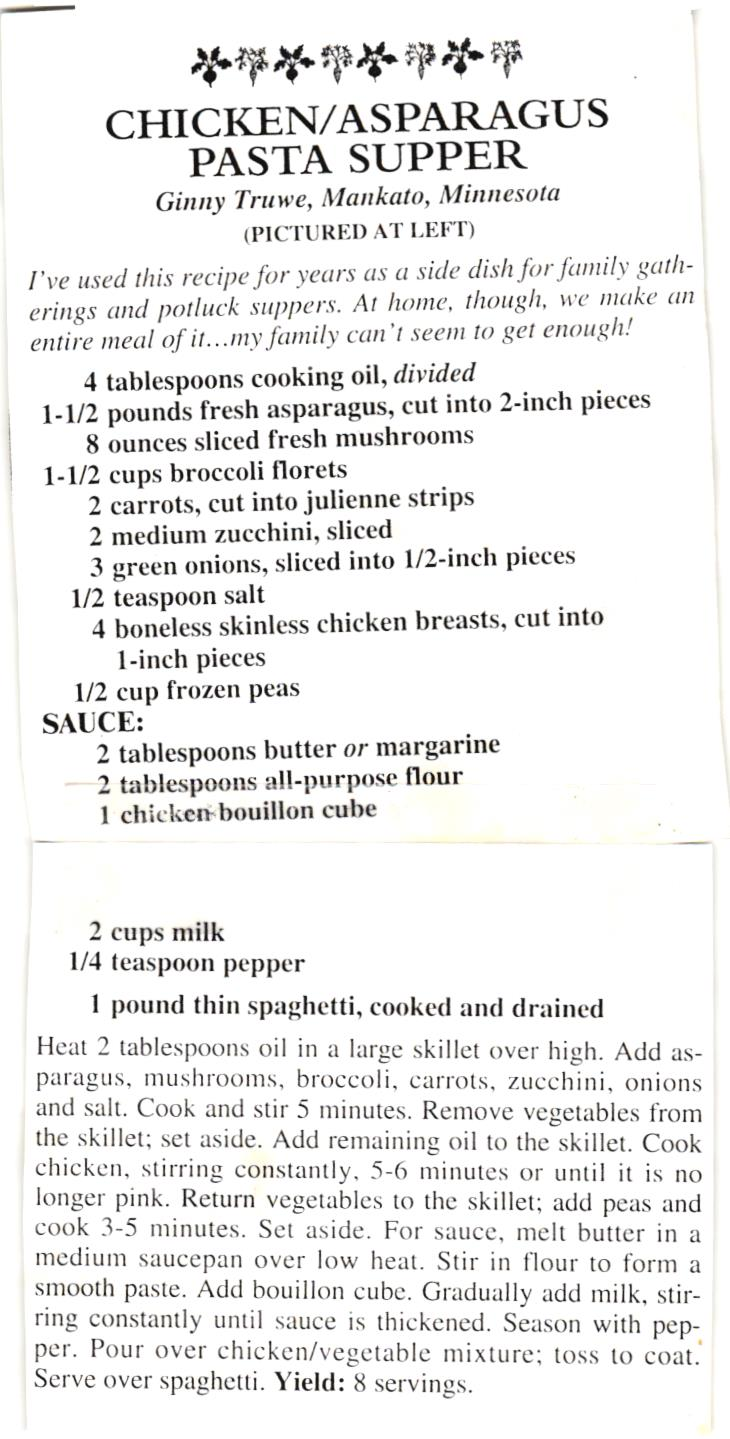 CHICKEN/ASPARAGUS
PASTA SUPPER
Ginny Truwe, Mankato, Minnesota
(PICTURED AT LEFT)
I've used this recipe for years as a side dish for family gath-
erings and potluck suppers. At home, though, we make an
entire meal of it...my family can't seem to get enough!
4 tablespoons cooking oil, divided
1-1/2 pounds fresh asparagus, cut into 2-inch pieces
8 ounces sliced fresh mushrooms
1-1/2 cups broccoli florets
2 carrots, cut into julienne strips
2 medium zucchini, sliced
3 green onions, sliced into 1/2-inch pieces
1/2 teaspoon salt
4 boneless skinless chicken breasts, cut into
1-inch pieces
1/2 cup frozen peas
SAUCE:
2 tablespoons butter or margarine
2 tablespoons all-purpose flour
1 chicken bouillon cube
2 cups milk
1/4 teaspoon pepper
1 pound thin spaghetti, cooked and drained
Heat 2 tablespoons oil in a large skillet over high. Add as-
paragus, mushrooms, broccoli, carrots, zucchini, onions
and salt. Cook and stir 5 minutes. Remove vegetables from
the skillet; set aside. Add remaining oil to the skillet. Cook
chicken, stirring constantly, 5-6 minutes or until it is no
longer pink. Return vegetables to the skillet; add peas and
cook 3-5 minutes. Set aside. For sauce, melt butter in a
medium saucepan over low heat. Stir in flour to form a
smooth paste. Add bouillon cube. Gradually add milk, stir-
ring constantly until sauce is thickened. Season with pep-
per. Pour over chicken/vegetable mixture; toss to coat.
Serve over spaghetti. Yield: 8 servings.